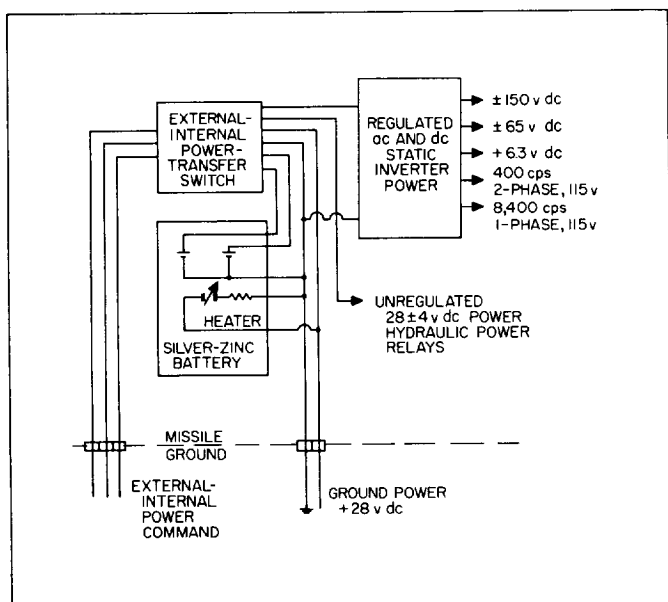 EXTERNAL-
INTERNAL
POWER-
TRANSFER
SWITCH
REGULATED
ac AND dc
STATIC
INVERTER
POWER
±150 v dc
±65 v dc
+6.3 v dc
400 cps
2-PHASE, 115 v
8,400 cps
1-PHASE, 115 v
HEATER
SILVER-ZINC
BATTERY
UNREGULATED
28±4 v dc POWER
HYDRAULIC POWER
RELAYS
MISSILE
GROUND
EXTERNAL-
INTERNAL
POWER
COMMAND
GROUND POWER
+28 v dc